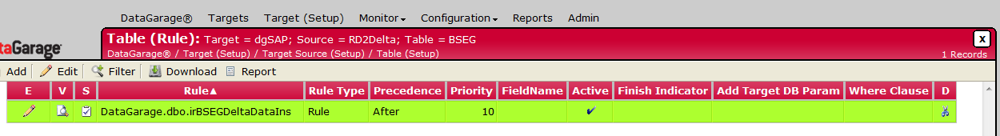 DataGarage® Targets Target (Setup) Monitor Configuration Reports Admin
Table (Rule): Target = dgSAP; Source = RD2Delta; Table = BSEG x
taGarage DataGarage® / Target (Setup) / Target Source (Setup) / Table (Setup) 1 Records
Add Edit Filter Download Report
E V S Rule▲ Rule Type Precedence Priority FieldName Active Finish Indicator Add Target DB Param Where Clause D
DataGarage.dbo.irBSEGDeltaDataIns Rule After 10